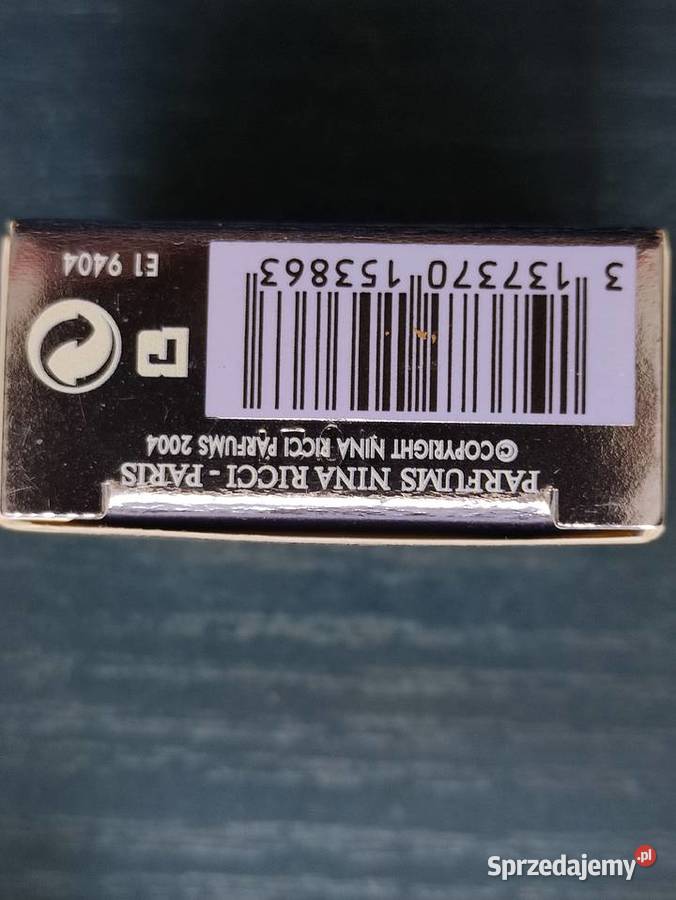 PARFUMS NINA RICCI - PARIS
© COPYRIGHT NINA RICCI PARFUMS 2004
3 137370 153863
E1 9404
Sprzedajemy.pl